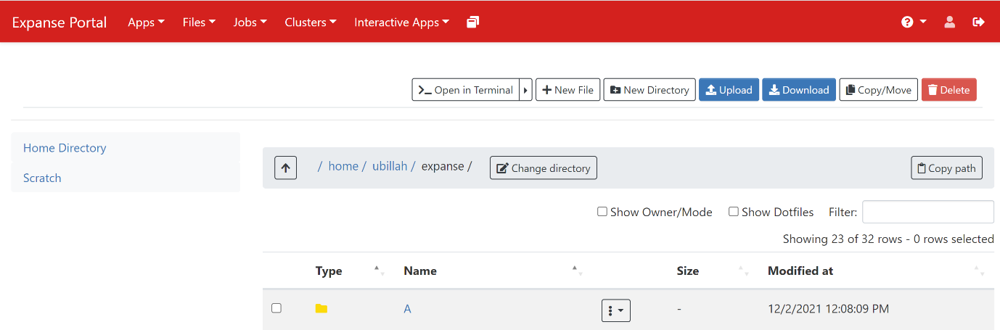 Expanse Portal Apps Files Jobs Clusters Interactive Apps
Open in Terminal New File New Directory Upload Download Copy/Move Delete
Home Directory
/ home / ubillah / expanse / Change directory Copy path
Scratch
Show Owner/Mode Show Dotfiles Filter:
Showing 23 of 32 rows - 0 rows selected
Type Name Size Modified at
A - 12/2/2021 12:08:09 PM